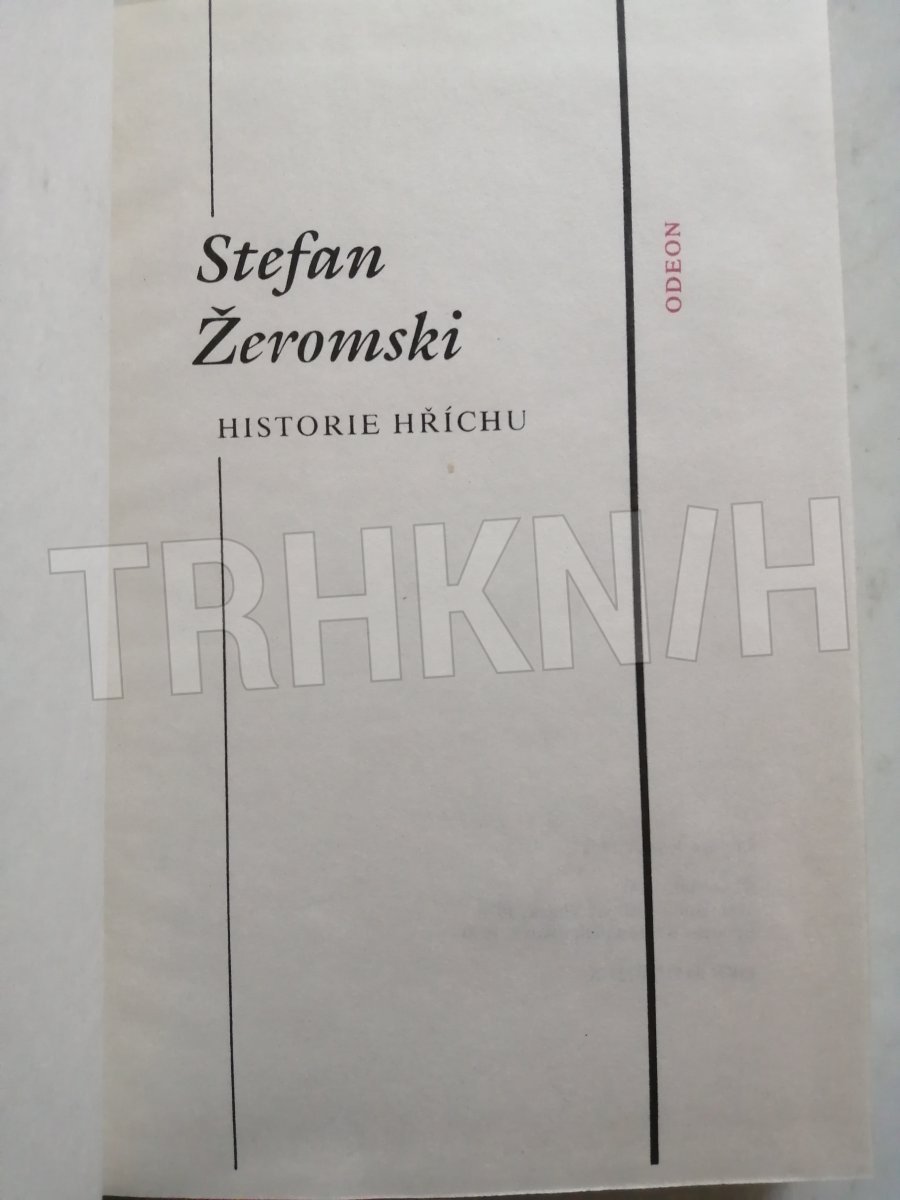 Stefan
Žeromski
HISTORIE HŘÍCHU
ODEON
TRHKNIH